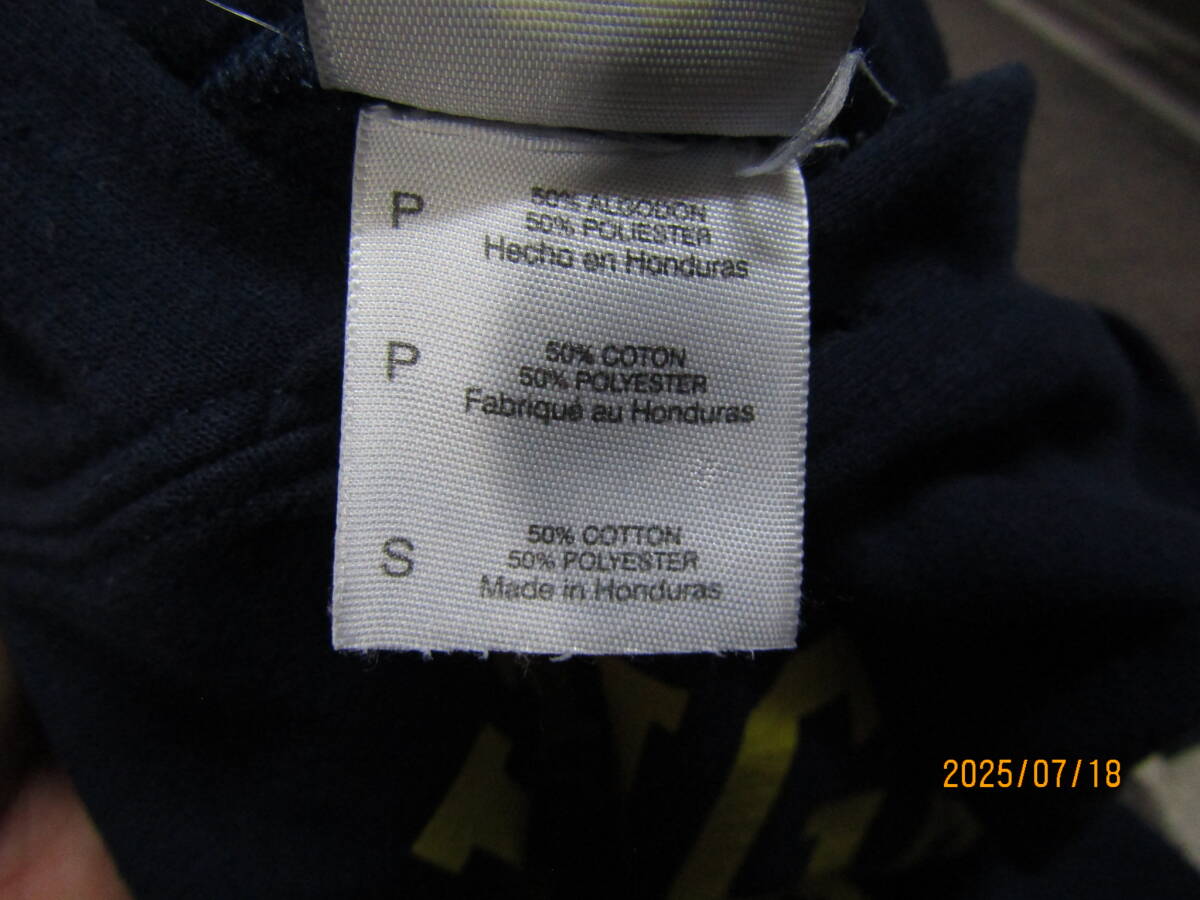 P
50% ALGODON
50% POLIESTER
Hecho en Honduras
P
50% COTON
50% POLYESTER
Fabriqué au Honduras
S
50% COTTON
50% POLYESTER
Made in Honduras
2025/07/18